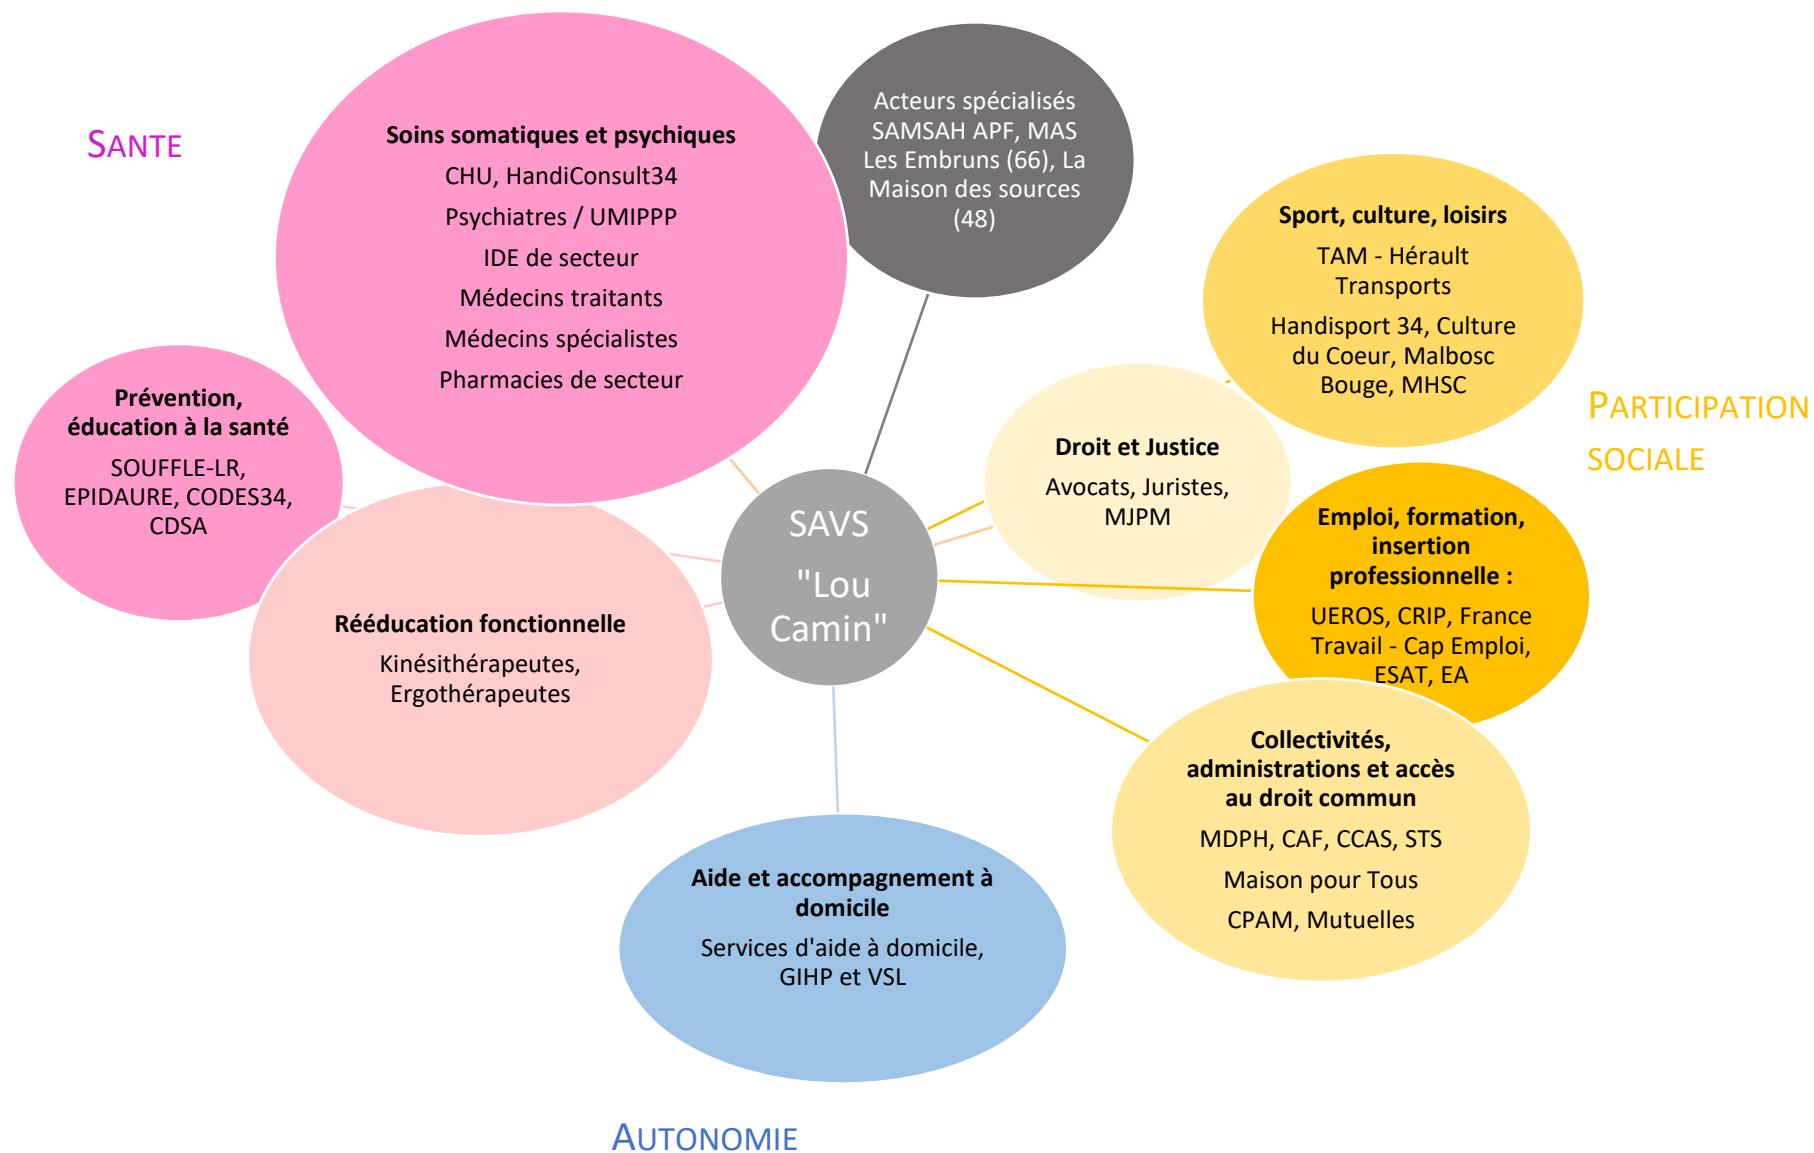 SANTE
Soins somatiques et psychiques
CHU, HandiConsult34
Psychiatres / UMIPPP
IDE de secteur
Médecins traitants
Médecins spécialistes
Pharmacies de secteur
Acteurs spécialisés
SAMSAH APF, MAS
Les Embruns (66), La
Maison des sources
(48)
Sport, culture, loisirs
TAM - Hérault
Transports
Handisport 34, Culture
du Coeur, Malbosc
Bouge, MHSC
PARTICIPATION
SOCIALE
Prévention,
éducation à la santé
SOUFFLE-LR,
EPIDAURE, CODES34,
CDSA
Droit et Justice
Avocats, Juristes,
MJPM
SAVS
"Lou
Camin"
Emploi, formation,
insertion
professionnelle :
UEROS, CRIP, France
Travail - Cap Emploi,
ESAT, EA
Rééducation fonctionnelle
Kinésithérapeutes,
Ergothérapeutes
Collectivités,
administrations et accès
au droit commun
MDPH, CAF, CCAS, STS
Maison pour Tous
CPAM, Mutuelles
Aide et accompagnement à
domicile
Services d'aide à domicile,
GIHP et VSL
AUTONOMIE